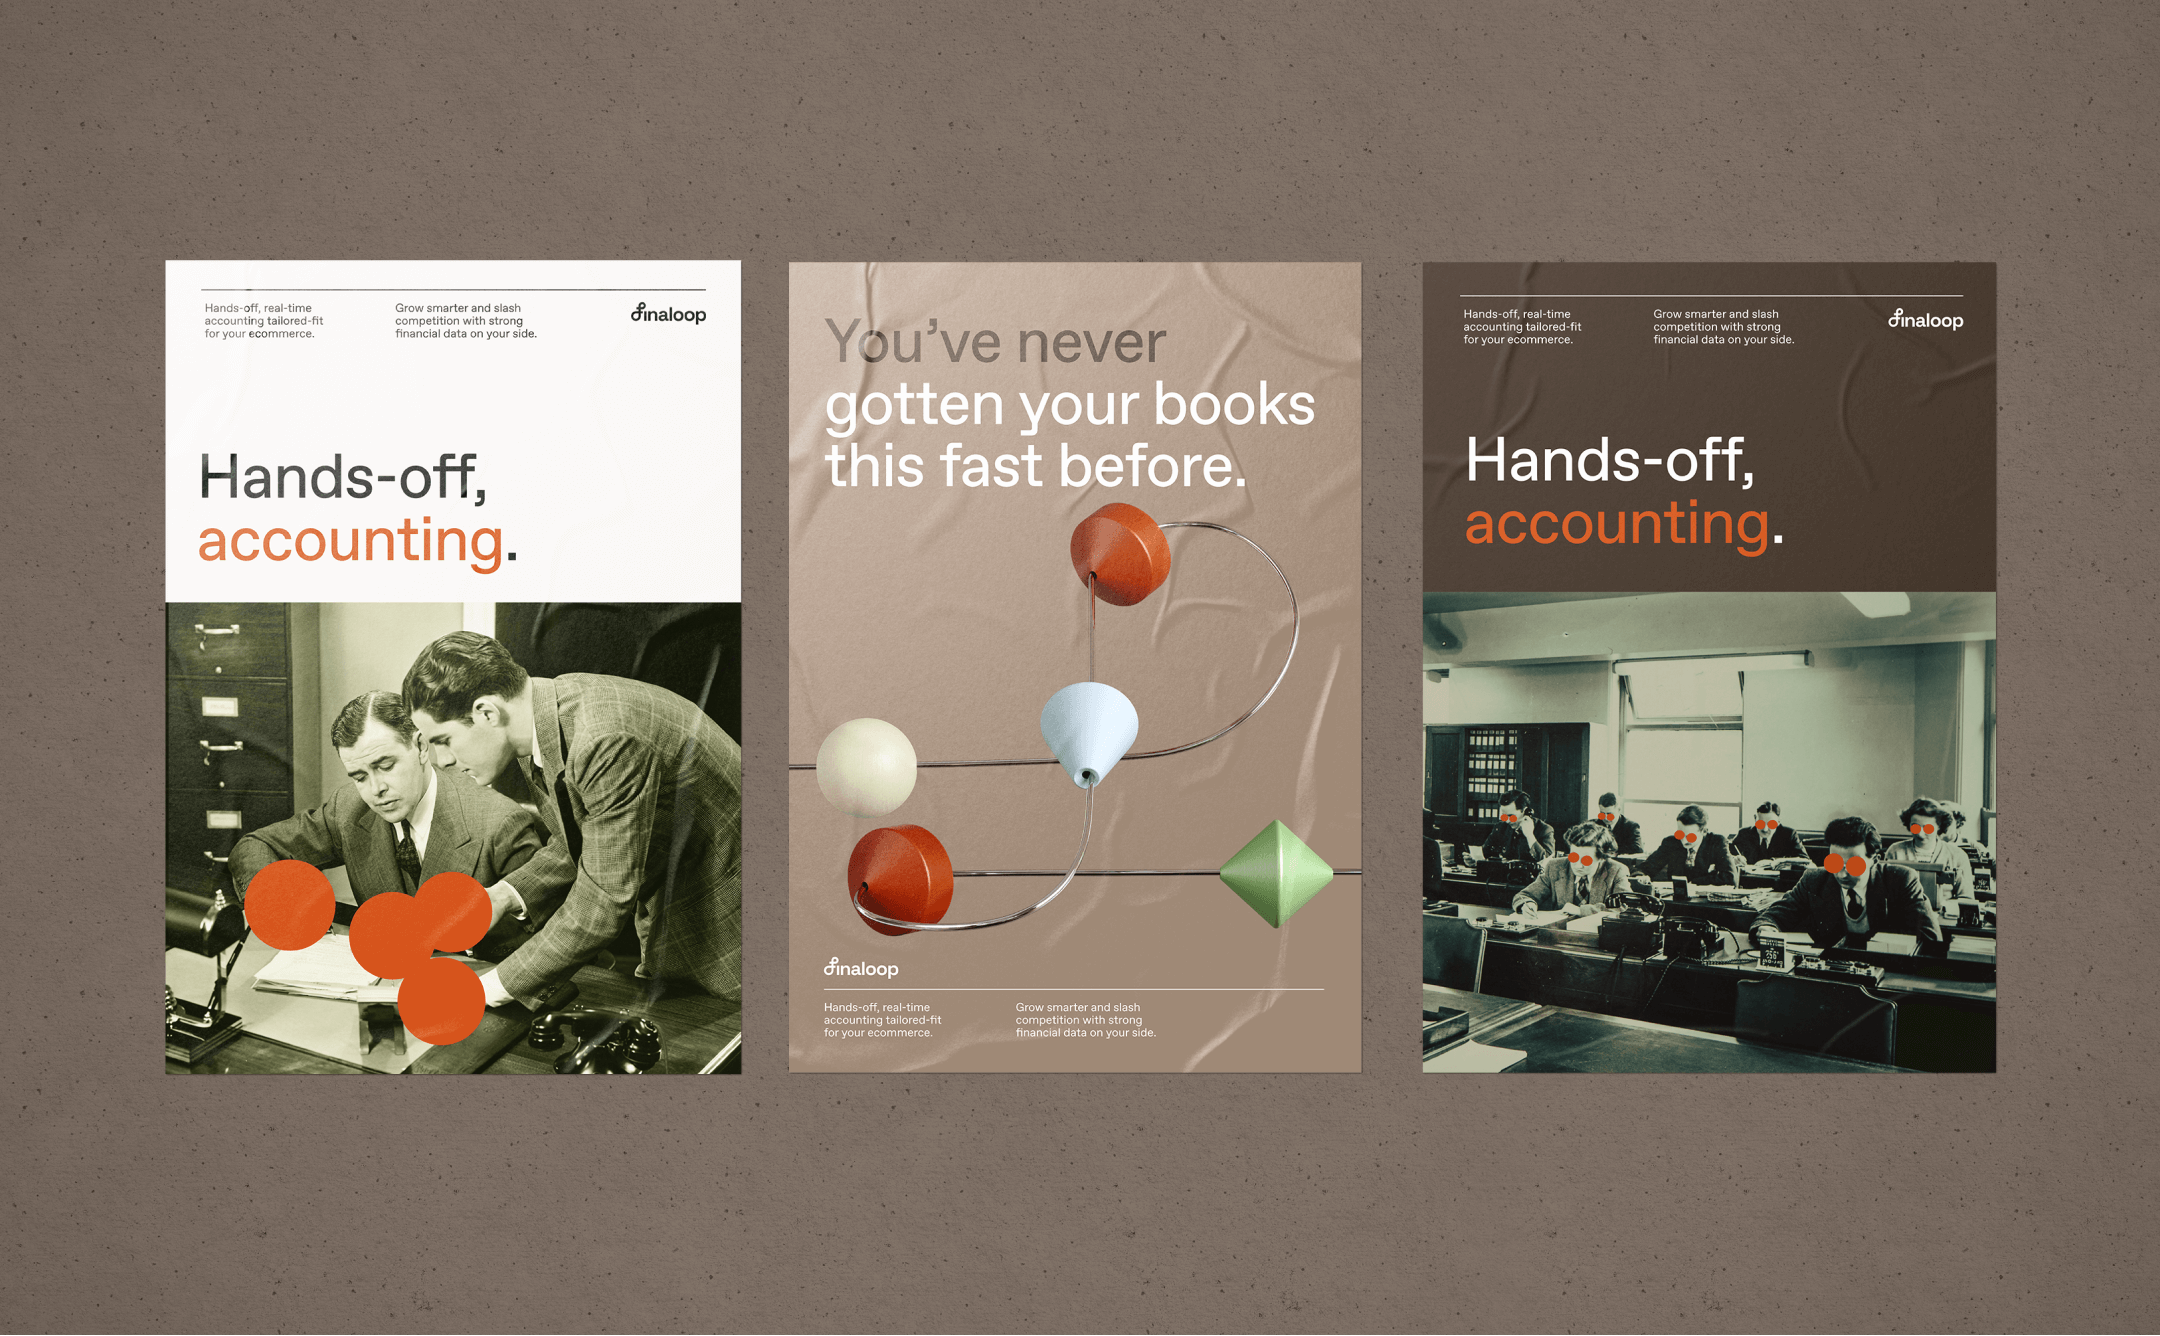 Hands-off, real-time
accounting tailored-fit
for your ecommerce.
Grow smarter and slash
competition with strong
financial data on your side.
finaloop
Hands-off,
accounting.
You've never
gotten your books
this fast before.
finaloop
Hands-off, real-time
accounting tailored-fit
for your ecommerce.
Grow smarter and slash
competition with strong
financial data on your side.
Hands-off, real-time
accounting tailored-fit
for your ecommerce.
Grow smarter and slash
competition with strong
financial data on your side.
finaloop
Hands-off,
accounting.